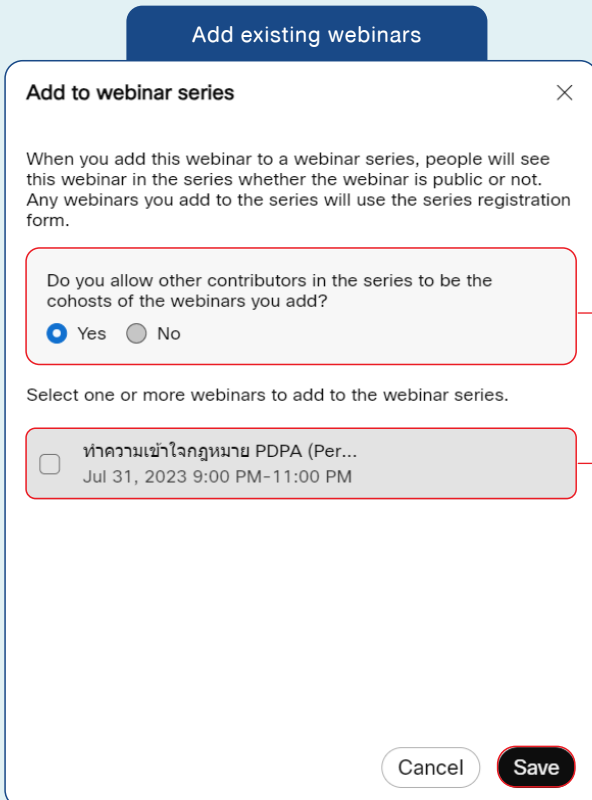 Add existing webinars
Add to webinar series
When you add this webinar to a webinar series, people will see
this webinar in the series whether the webinar is public or not.
Any webinars you add to the series will use the series registration
form.
Do you allow other contributors in the series to be the
cohosts of the webinars you add?
Yes No
Select one or more webinars to add to the webinar series.
ทำความเข้าใจกฎหมาย PDPA (Per...
Jul 31, 2023 9:00 PM-11:00 PM
Cancel Save